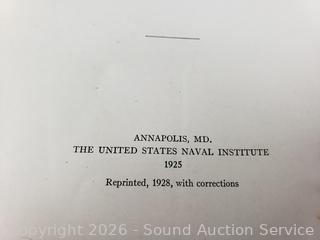 ANNAPOLIS, MD.
THE UNITED STATES NAVAL INSTITUTE
1925
Reprinted, 1928, with corrections
Copyright 2026 - Sound Auction Service